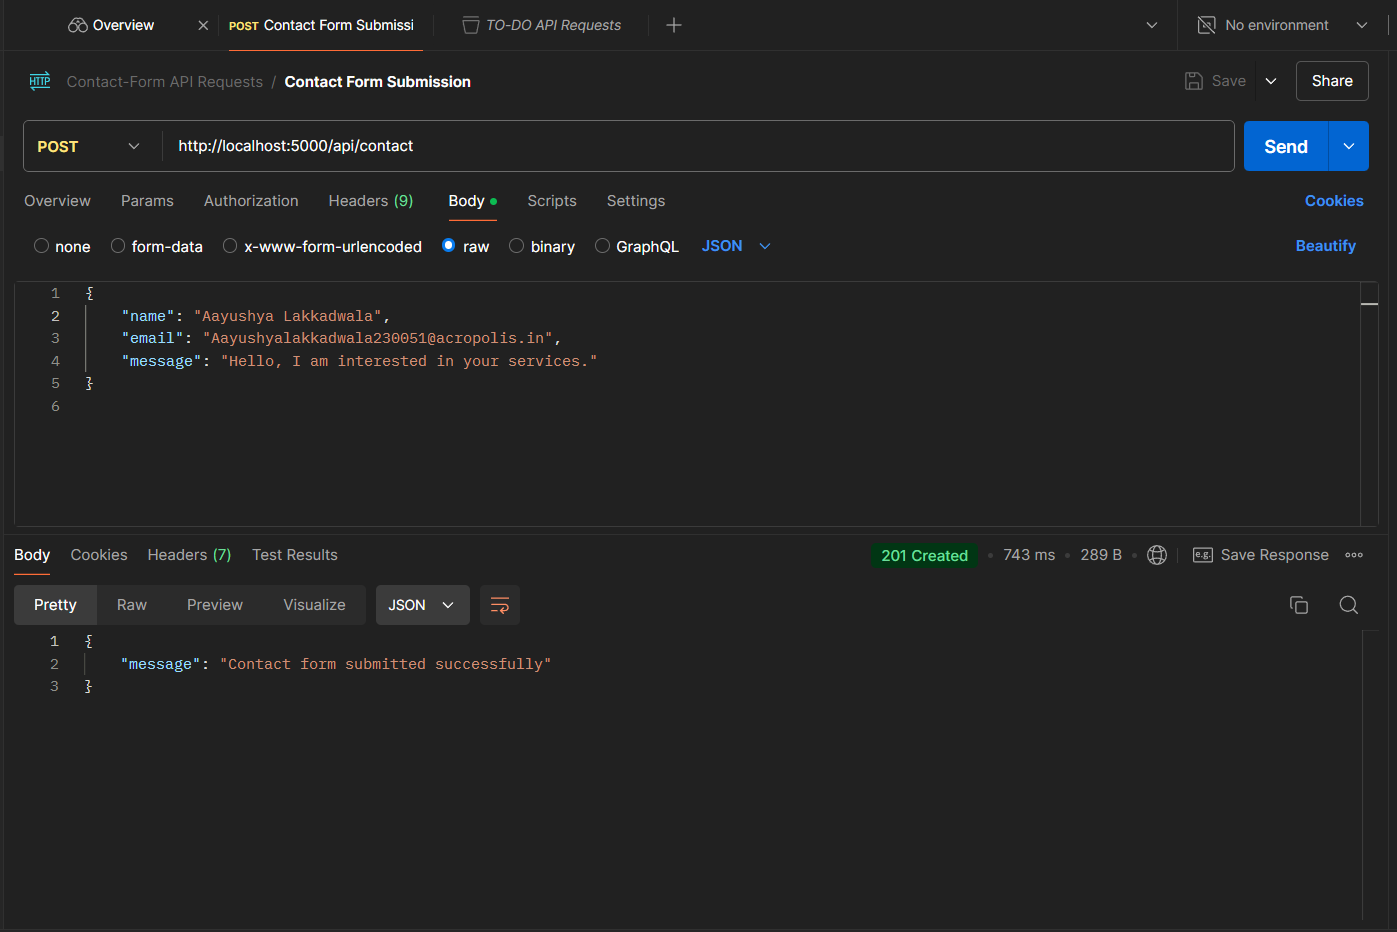 Overview
POST Contact Form Submissi
TO-DO API Requests
No environment
HTTP Contact-Form API Requests / Contact Form Submission
Save
Share
POST http://localhost:5000/api/contact
Send
Overview Params Authorization Headers (9) Body Scripts Settings Cookies
none form-data x-www-form-urlencoded raw binary GraphQL JSON Beautify
1 {
2 "name": "Aayushya Lakkadwala",
3 "email": "Aayushyalakkadwala230051@acropolis.in",
4 "message": "Hello, I am interested in your services."
5 }
6
Body Cookies Headers (7) Test Results 201 Created • 743 ms • 289 B • e.g. Save Response
Pretty Raw Preview Visualize JSON
1 {
2 "message": "Contact form submitted successfully"
3 }